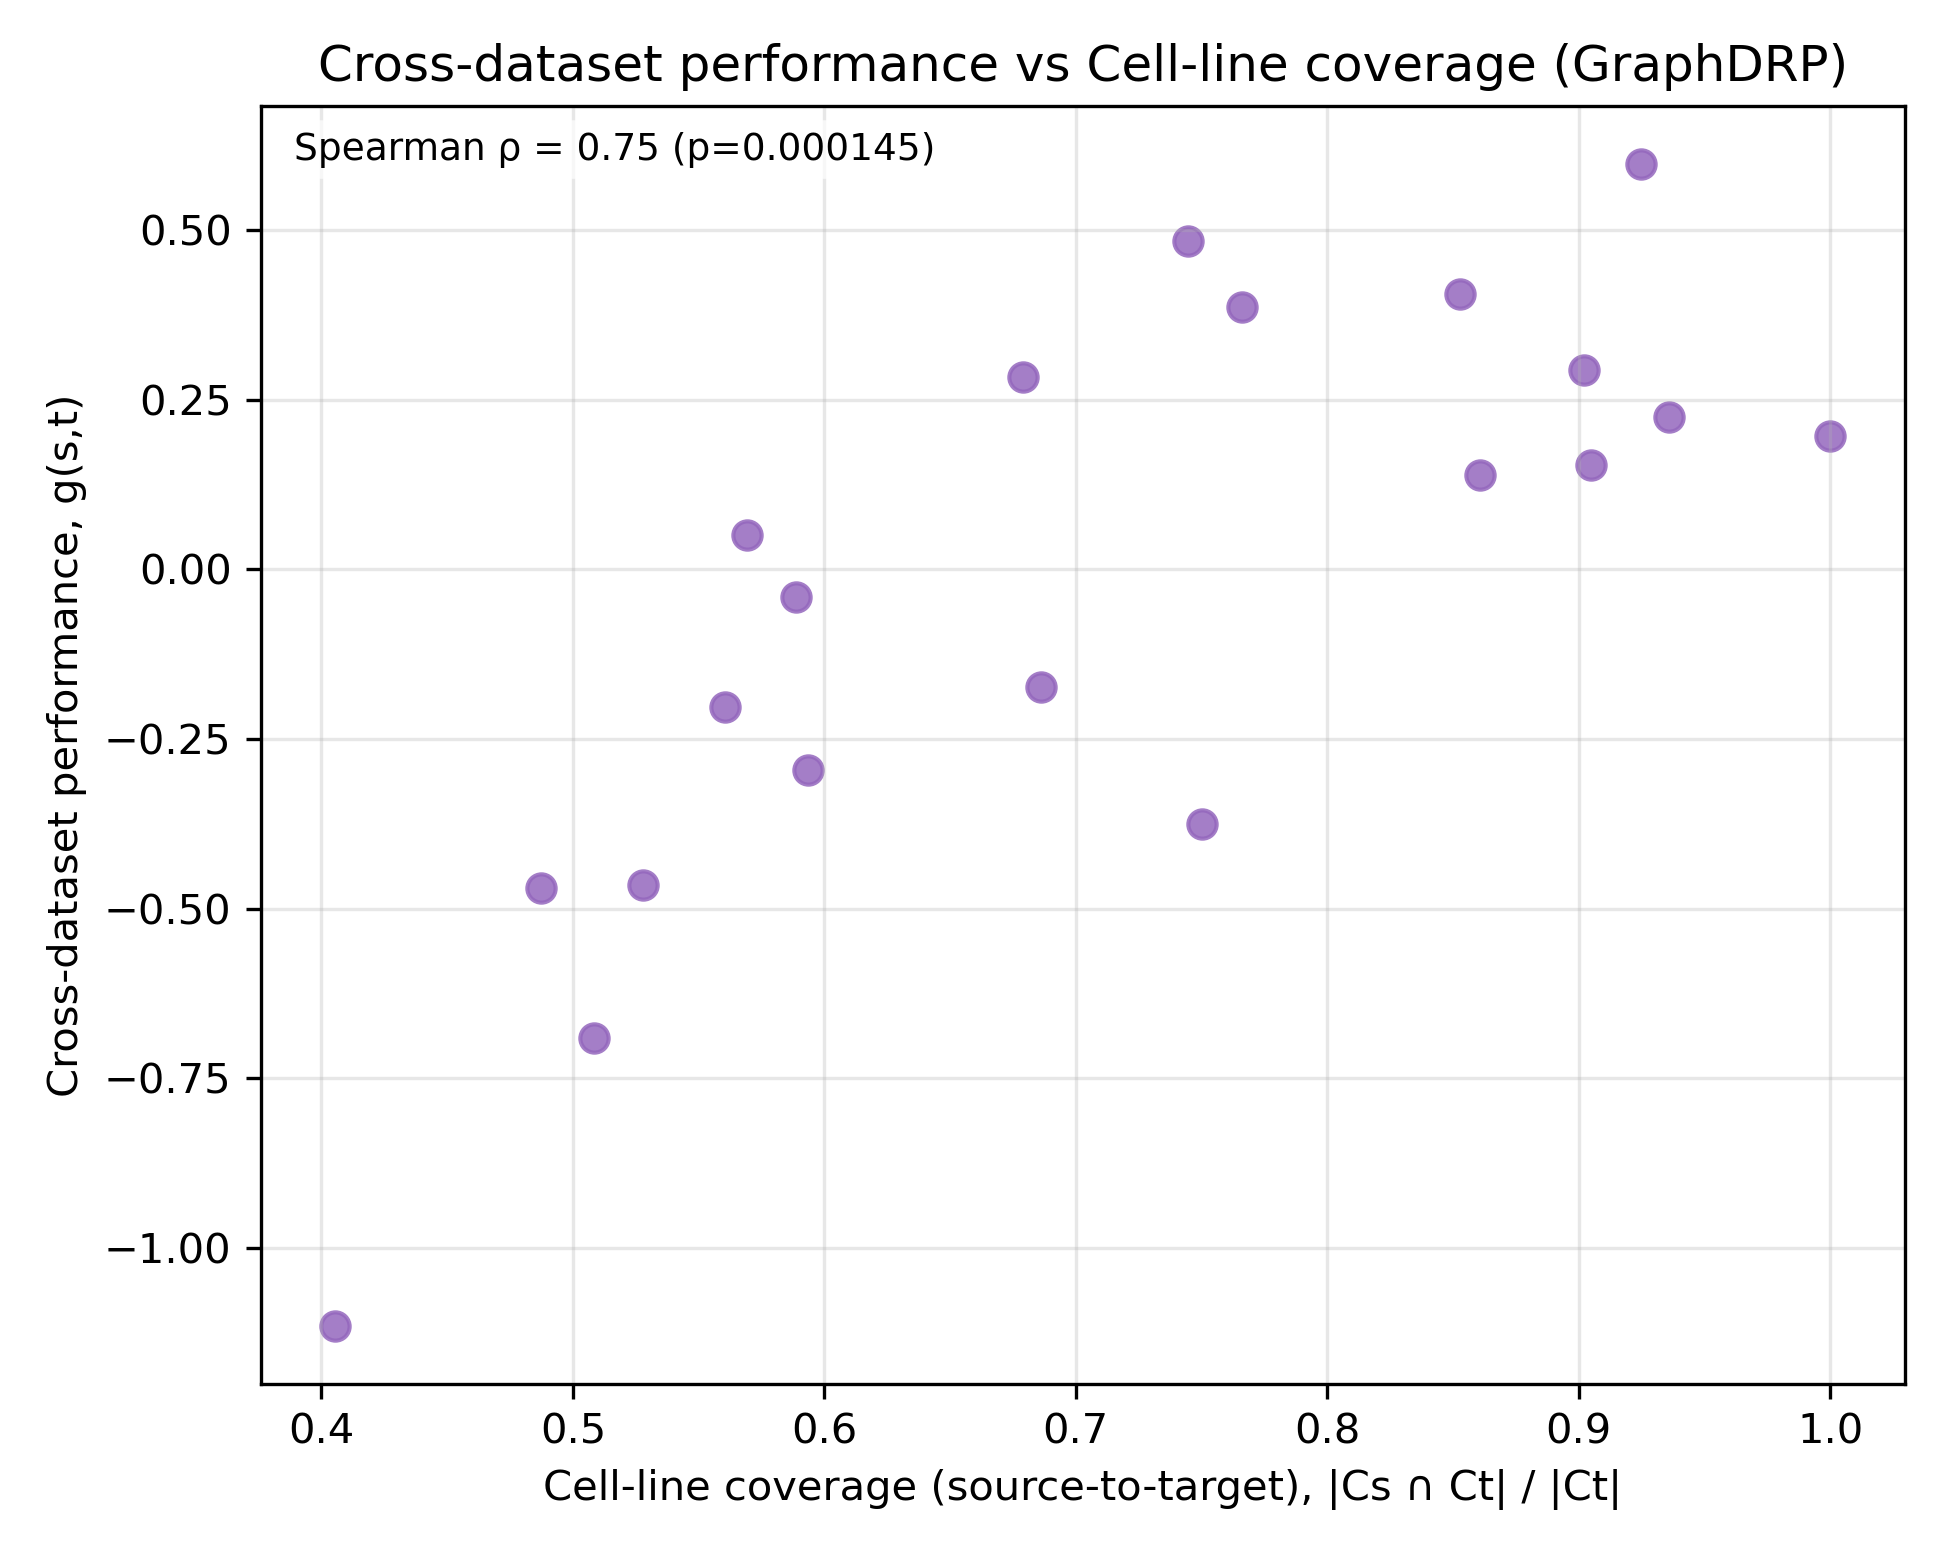 Cross-dataset performance vs Cell-line coverage (GraphDRP)
Spearman ρ = 0.75 (p=0.000145)
Cross-dataset performance, g(s,t)
0.50
0.25
0.00
−0.25
−0.50
−0.75
−1.00
0.4 0.5 0.6 0.7 0.8 0.9 1.0
Cell-line coverage (source-to-target), |Cs ∩ Ct| / |Ct|